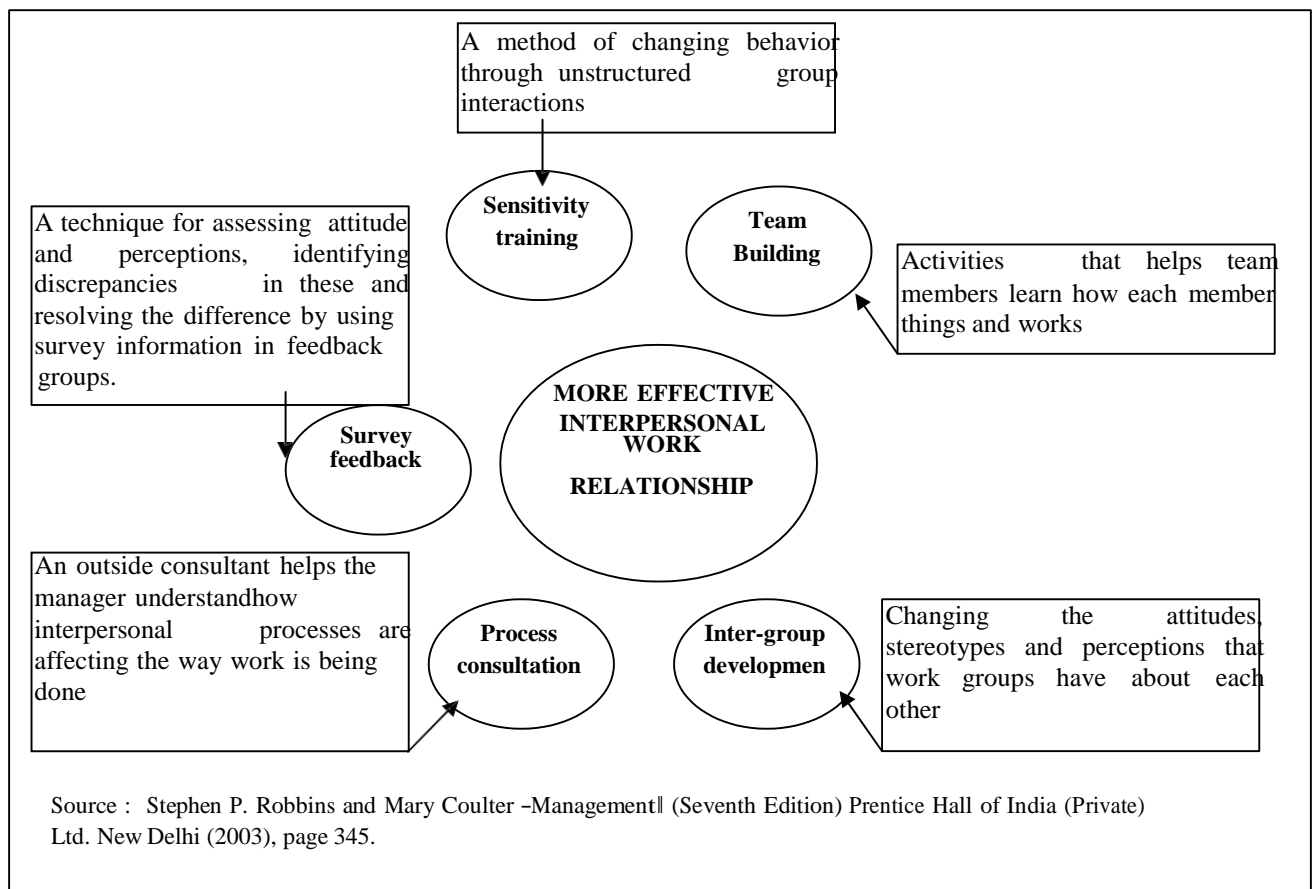 A method of changing behavior
through unstructured group
interactions
Sensitivity
training
Team
Building
A technique for assessing attitude
and perceptions, identifying
discrepancies in these and
resolving the difference by using
survey information in feedback
groups.
Activities that helps team
members learn how each member
things and works
MORE EFFECTIVE
INTERPERSONAL
WORK
RELATIONSHIP
Survey
feedback
An outside consultant helps the
manager understandhow
interpersonal processes are
affecting the way work is being
done
Process
consultation
Inter-group
developmen
Changing the attitudes,
stereotypes and perceptions that
work groups have about each
other
Source : Stephen P. Robbins and Mary Coulter –Management‖ (Seventh Edition) Prentice Hall of India (Private)
Ltd. New Delhi (2003), page 345.